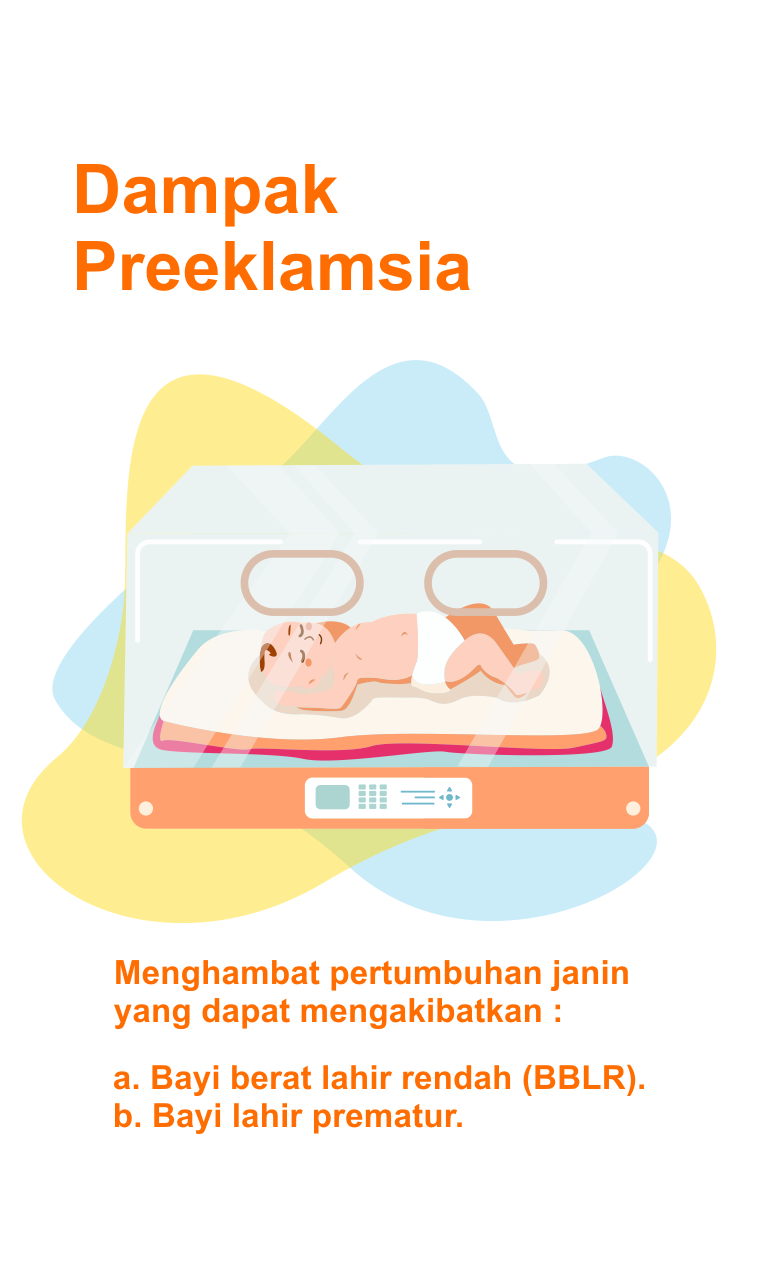 Dampak
Preeklamsia
Menghambat pertumbuhan janin
yang dapat mengakibatkan :
a. Bayi berat lahir rendah (BBLR).
b. Bayi lahir prematur.